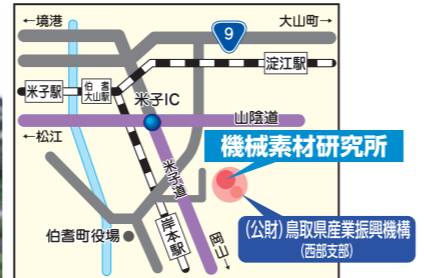 ←境港
大山町→
9
淀江駅
米子駅
伯耆
大山駅
米子IC
山陰道
←松江
機械素材研究所
米子道
伯耆町役場
岸本駅
岡山→
(公財)鳥取県産業振興機構
(西部支部)